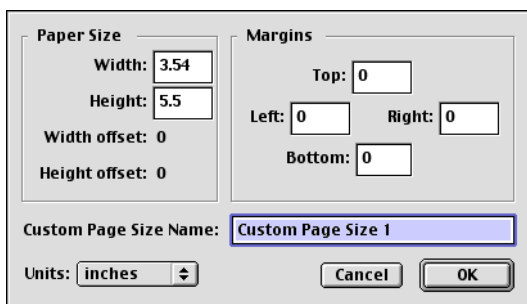 Paper Size
Width: 3.54
Height: 5.5
Width offset: 0
Height offset: 0
Margins
Top: 0
Left: 0 Right: 0
Bottom: 0
Custom Page Size Name: Custom Page Size 1
Units: inches Cancel OK